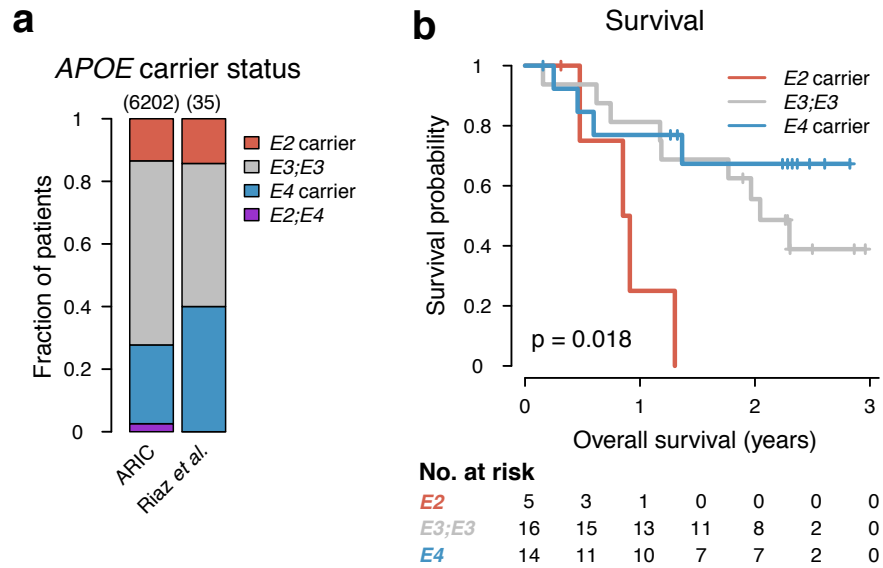 a
APOE carrier status
(6202) (35)
Fraction of patients
1
0.8
0.6
0.4
0.2
0
ARIC
Riaz et al.
E2 carrier
E3;E3
E4 carrier
E2;E4
b
Survival
Survival probability
1
0.8
0.6
0.4
0.2
0
E2 carrier
E3;E3
E4 carrier
p = 0.018
0 1 2 3
Overall survival (years)
No. at risk
E2 5 3 1 0 0 0 0
E3;E3 16 15 13 11 8 2 0
E4 14 11 10 7 7 2 0